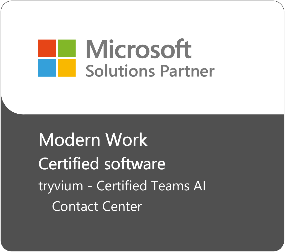 Microsoft
Solutions Partner
Modern Work
Certified software
tryvium - Certified Teams AI
Contact Center